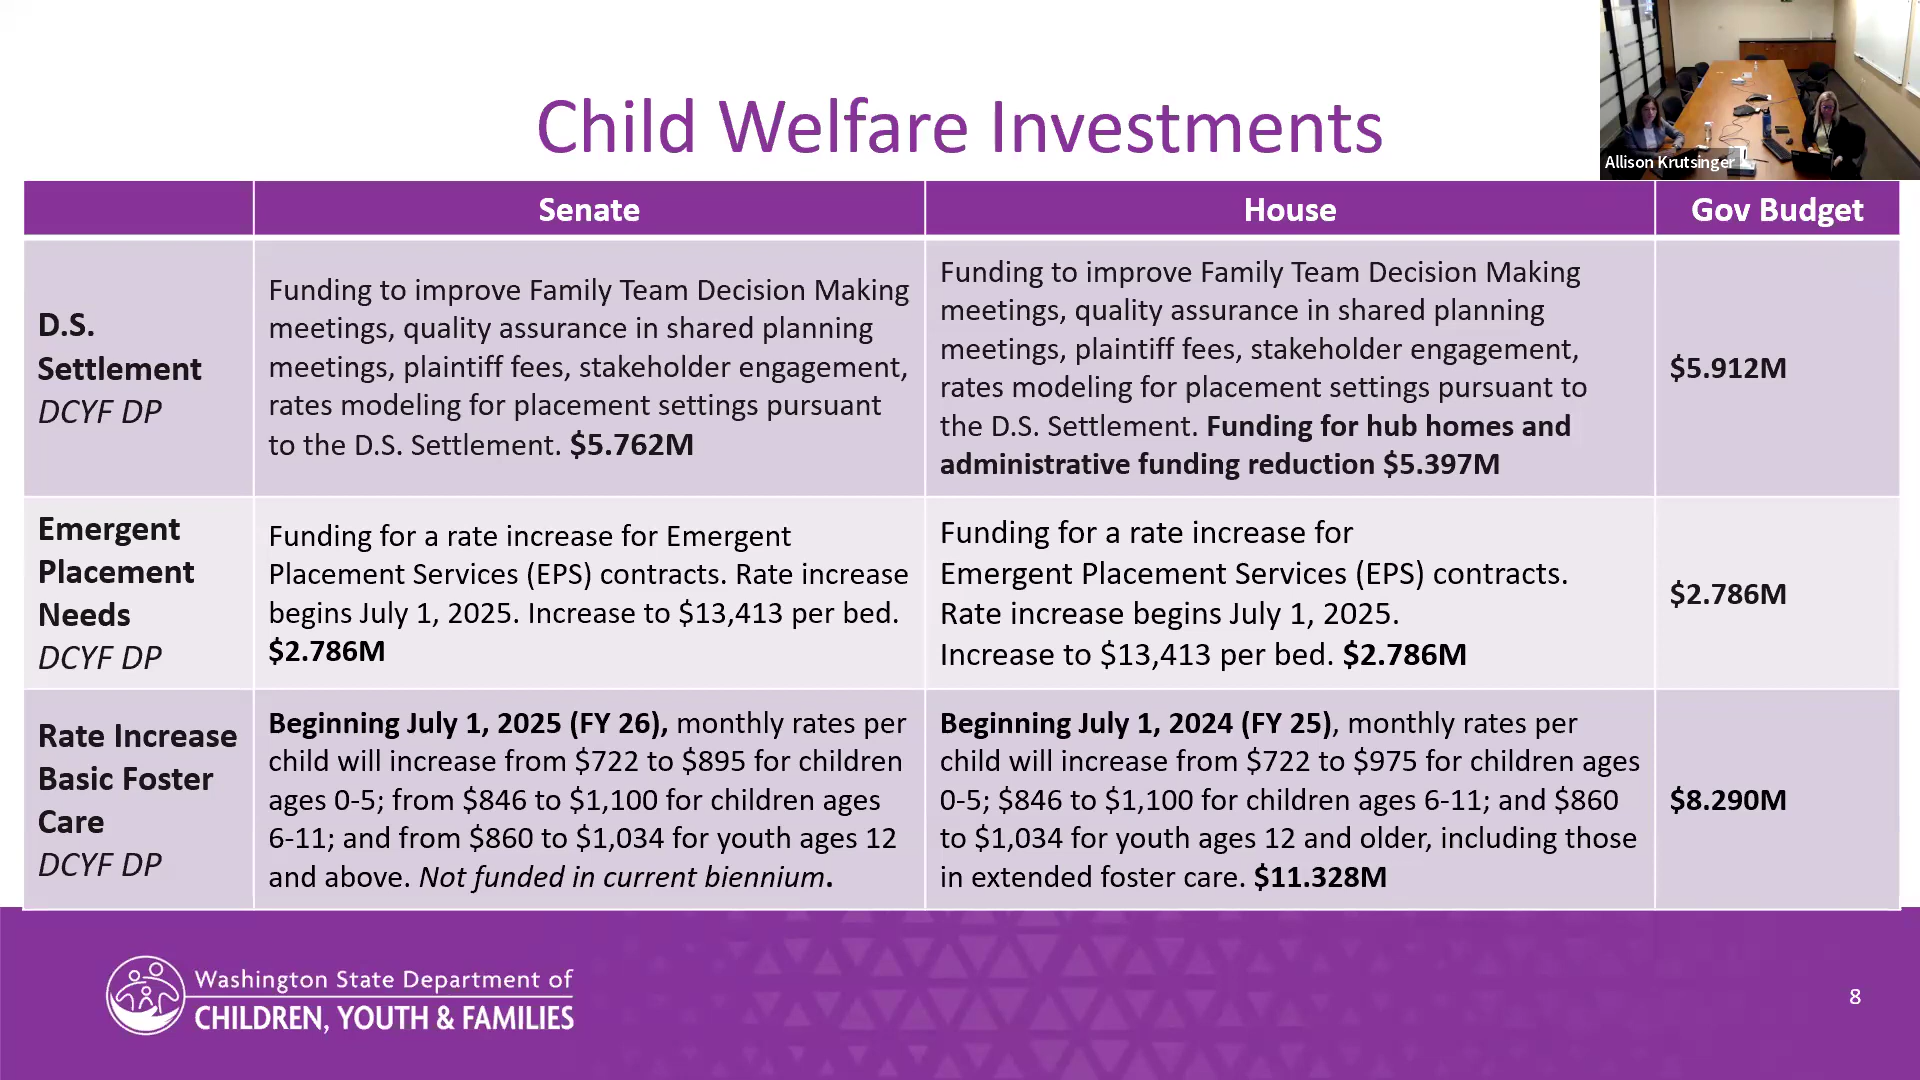 Child Welfare Investments
Allison Krutsinger
Senate
House
Gov Budget
D.S.
Settlement
DCYF DP
Funding to improve Family Team Decision Making
meetings, quality assurance in shared planning
meetings, plaintiff fees, stakeholder engagement,
rates modeling for placement settings pursuant
to the D.S. Settlement. $5.762M
Funding to improve Family Team Decision Making
meetings, quality assurance in shared planning
meetings, plaintiff fees, stakeholder engagement,
rates modeling for placement settings pursuant to
the D.S. Settlement. Funding for hub homes and
administrative funding reduction $5.397M
$5.912M
Emergent
Placement
Needs
DCYF DP
Funding for a rate increase for Emergent
Placement Services (EPS) contracts. Rate increase
begins July 1, 2025. Increase to $13,413 per bed.
$2.786M
Funding for a rate increase for
Emergent Placement Services (EPS) contracts.
Rate increase begins July 1, 2025.
Increase to $13,413 per bed. $2.786M
$2.786M
Rate Increase
Basic Foster
Care
DCYF DP
Beginning July 1, 2025 (FY 26), monthly rates per
child will increase from $722 to $895 for children
ages 0-5; from $846 to $1,100 for children ages
6-11; and from $860 to $1,034 for youth ages 12
and above. Not funded in current biennium.
Beginning July 1, 2024 (FY 25), monthly rates per
child will increase from $722 to $975 for children ages
0-5; $846 to $1,100 for children ages 6-11; and $860
to $1,034 for youth ages 12 and older, including those
in extended foster care. $11.328M
$8.290M
Washington State Department of
CHILDREN, YOUTH & FAMILIES
8